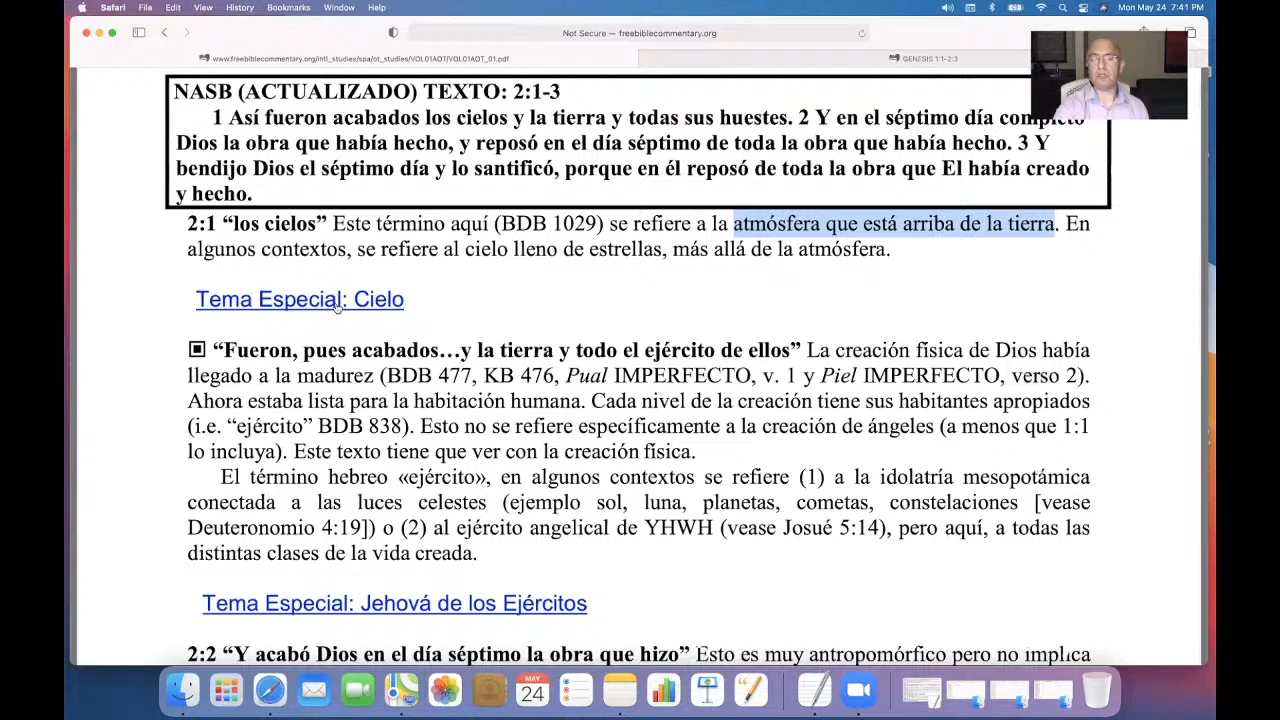 Safari File Edit View History Bookmarks Window Help Mon May 24 7:41 PM
Not Secure — freebiblecommentary.org
www.freebiblecommentary.org/intl_studies/spa/ot_studies/VOL01AOT/VOL01AOT_01.pdf GENESIS 1:1-2:3
NASB (ACTUALIZADO) TEXTO: 2:1-3
1 Así fueron acabados los cielos y la tierra y todas sus huestes. 2 Y en el séptimo día completo
Dios la obra que había hecho, y reposó en el día séptimo de toda la obra que había hecho. 3 Y
bendijo Dios el séptimo día y lo santificó, porque en él reposó de toda la obra que El había creado
y hecho.
2:1 “los cielos” Este término aquí (BDB 1029) se refiere a la atmósfera que está arriba de la tierra. En
algunos contextos, se refiere al cielo lleno de estrellas, más allá de la atmósfera.
Tema Especial: Cielo
“Fueron, pues acabados…y la tierra y todo el ejército de ellos” La creación física de Dios había
llegado a la madurez (BDB 477, KB 476, Pual IMPERFECTO, v. 1 y Piel IMPERFECTO, verso 2).
Ahora estaba lista para la habitación humana. Cada nivel de la creación tiene sus habitantes apropiados
(i.e. “ejército” BDB 838). Esto no se refiere específicamente a la creación de ángeles (a menos que 1:1
lo incluya). Este texto tiene que ver con la creación física.
El término hebreo «ejército», en algunos contextos se refiere (1) a la idolatría mesopotámica
conectada a las luces celestes (ejemplo sol, luna, planetas, cometas, constelaciones [vease
Deuteronomio 4:19]) o (2) al ejército angelical de YHWH (vease Josué 5:14), pero aquí, a todas las
distintas clases de la vida creada.
Tema Especial: Jehová de los Ejércitos
2:2 “Y acabó Dios en el día séptimo la obra que hizo” Esto es muy antropomórfico pero no implica
MAY
24